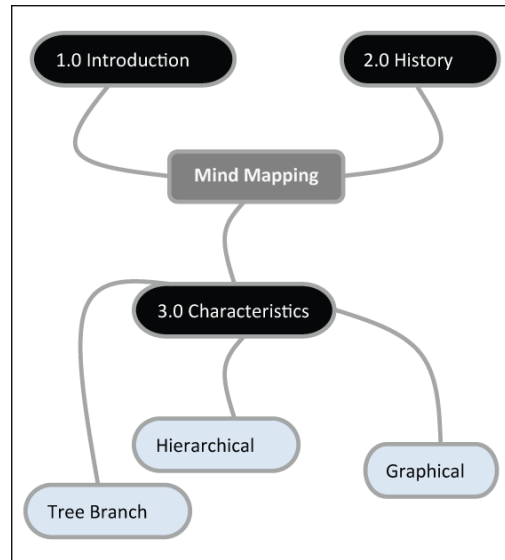 1.0 Introduction
2.0 History
Mind Mapping
3.0 Characteristics
Hierarchical
Graphical
Tree Branch